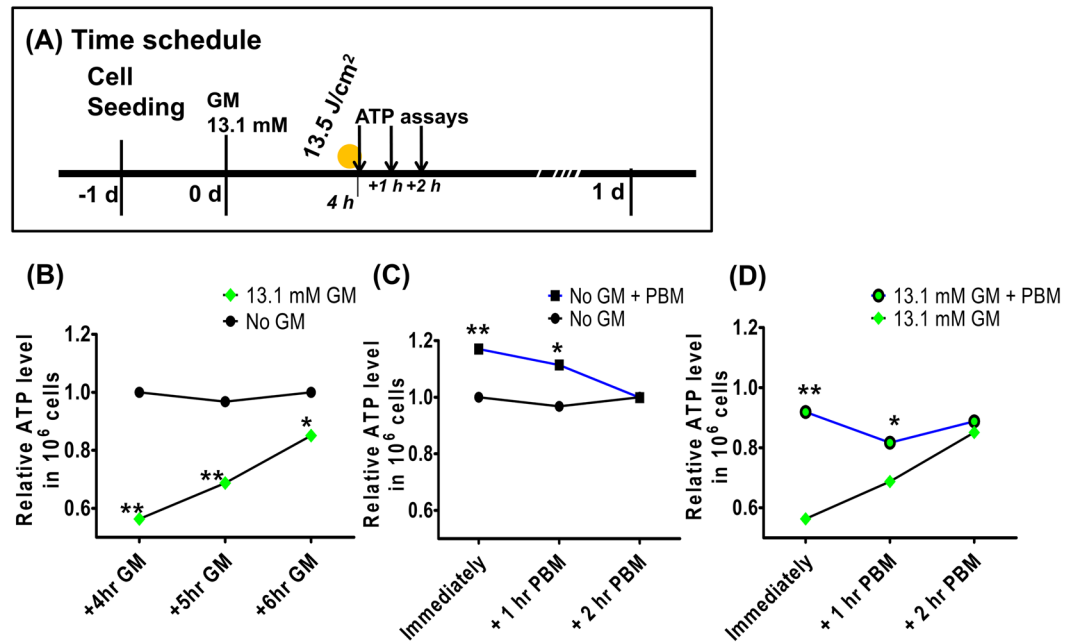 (A) Time schedule
Cell
Seeding
GM
13.1 mM
13.5 J/cm²
ATP assays
-1 d
0 d
4 h
+1 h
+2 h
1 d
(B)
13.1 mM GM
No GM
Relative ATP level
in 10⁶ cells
1.2
1.0
0.8
0.6
**
**
*
+4hr GM
+5hr GM
+6hr GM
(C)
No GM + PBM
No GM
Relative ATP level
in 10⁶ cells
1.2
1.0
0.8
0.6
**
*
Immediately
+ 1 hr PBM
+ 2 hr PBM
(D)
13.1 mM GM + PBM
13.1 mM GM
Relative ATP level
in 10⁶ cells
1.2
1.0
0.8
0.6
**
*
Immediately
+ 1 hr PBM
+ 2 hr PBM